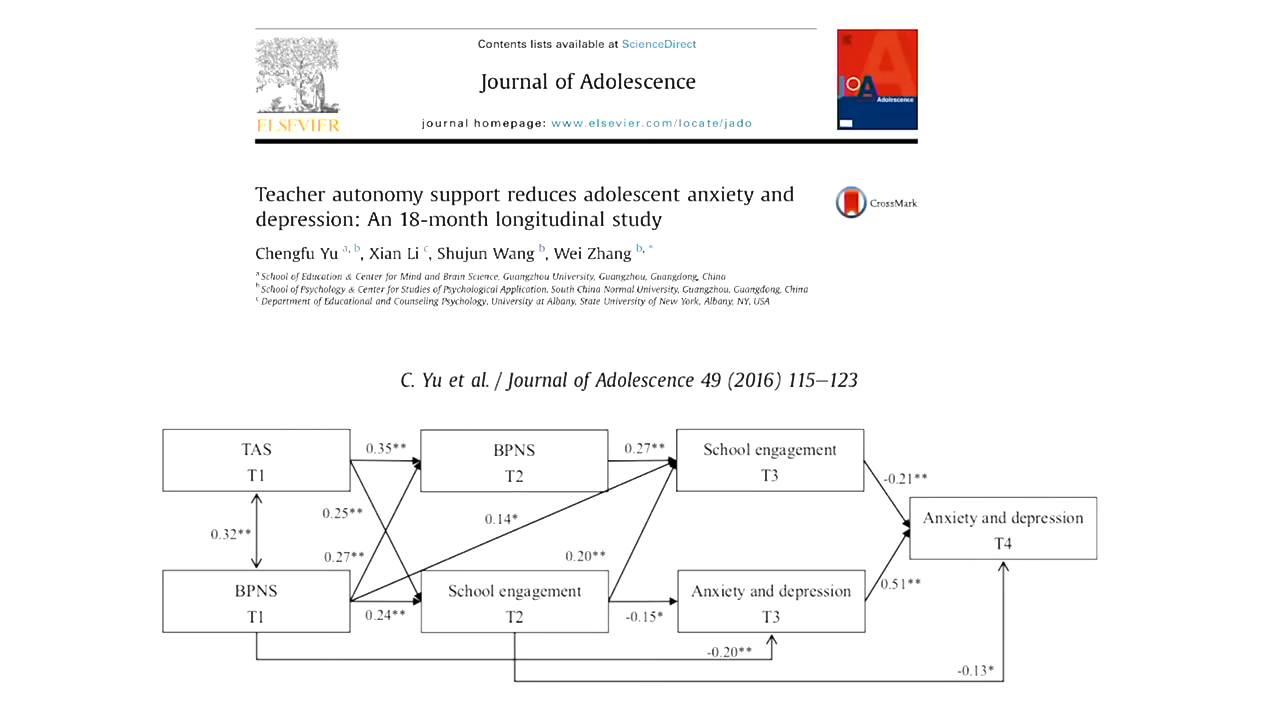 Contents lists available at ScienceDirect
Journal of Adolescence
journal homepage: www.elsevier.com/locate/jado
ELSEVIER
JOA
Adolescence
Teacher autonomy support reduces adolescent anxiety and
depression: An 18-month longitudinal study
CrossMark
Chengfu Yu a, b, Xian Li c, Shujun Wang b, Wei Zhang b, *
a School of Education & Center for Mind and Brain Science, Guangzhou University, Guangzhou, Guangdong, China
b School of Psychology & Center for Studies of Psychological Application, South China Normal University, Guangzhou, Guangdong, China
c Department of Educational and Counseling Psychology, University at Albany, State University of New York, Albany, NY, USA
C. Yu et al. / Journal of Adolescence 49 (2016) 115–123
TAS
T1
0.35**
BPNS
T2
0.27**
School engagement
T3
-0.21**
0.25**
0.14*
Anxiety and depression
T4
0.32**
0.27**
0.20**
BPNS
T1
0.24**
School engagement
T2
-0.15*
Anxiety and depression
T3
0.51**
-0.20**
-0.13*